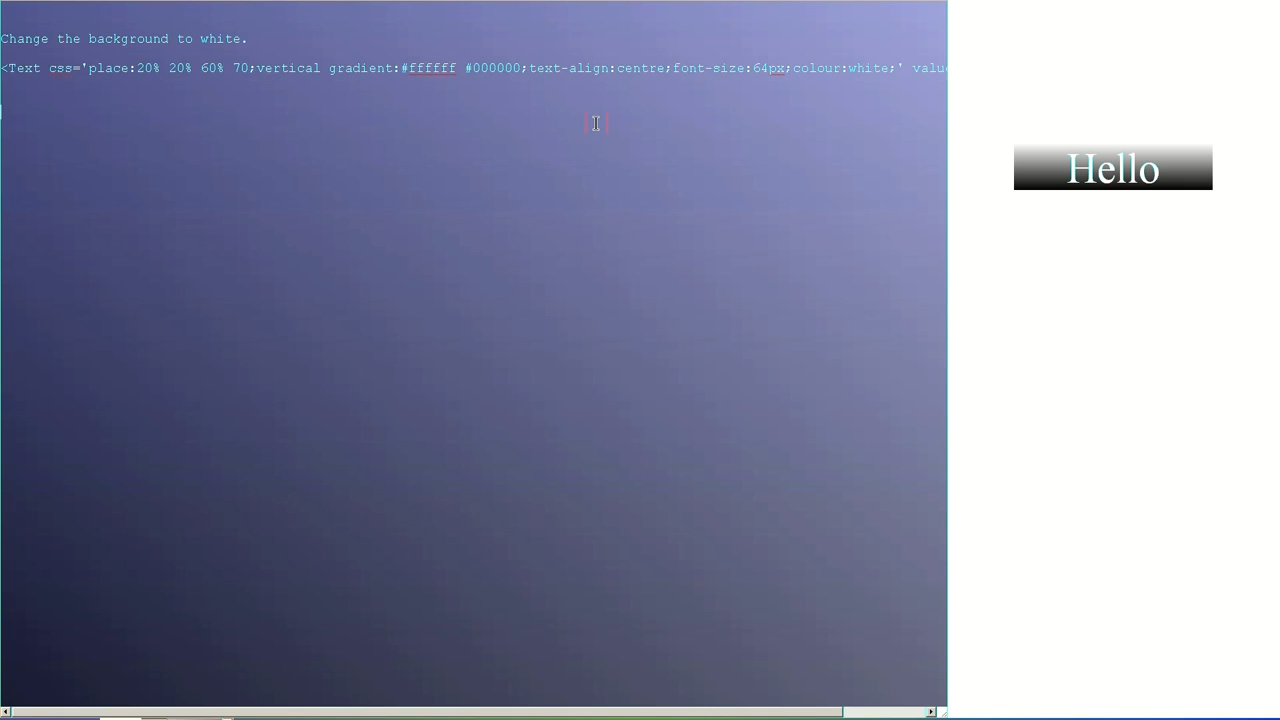 Change the background to white.
<Text css='place:20% 20% 60% 70;vertical gradient:#ffffff #000000;text-align:centre;font-size:64px;colour:white;' value
Hello